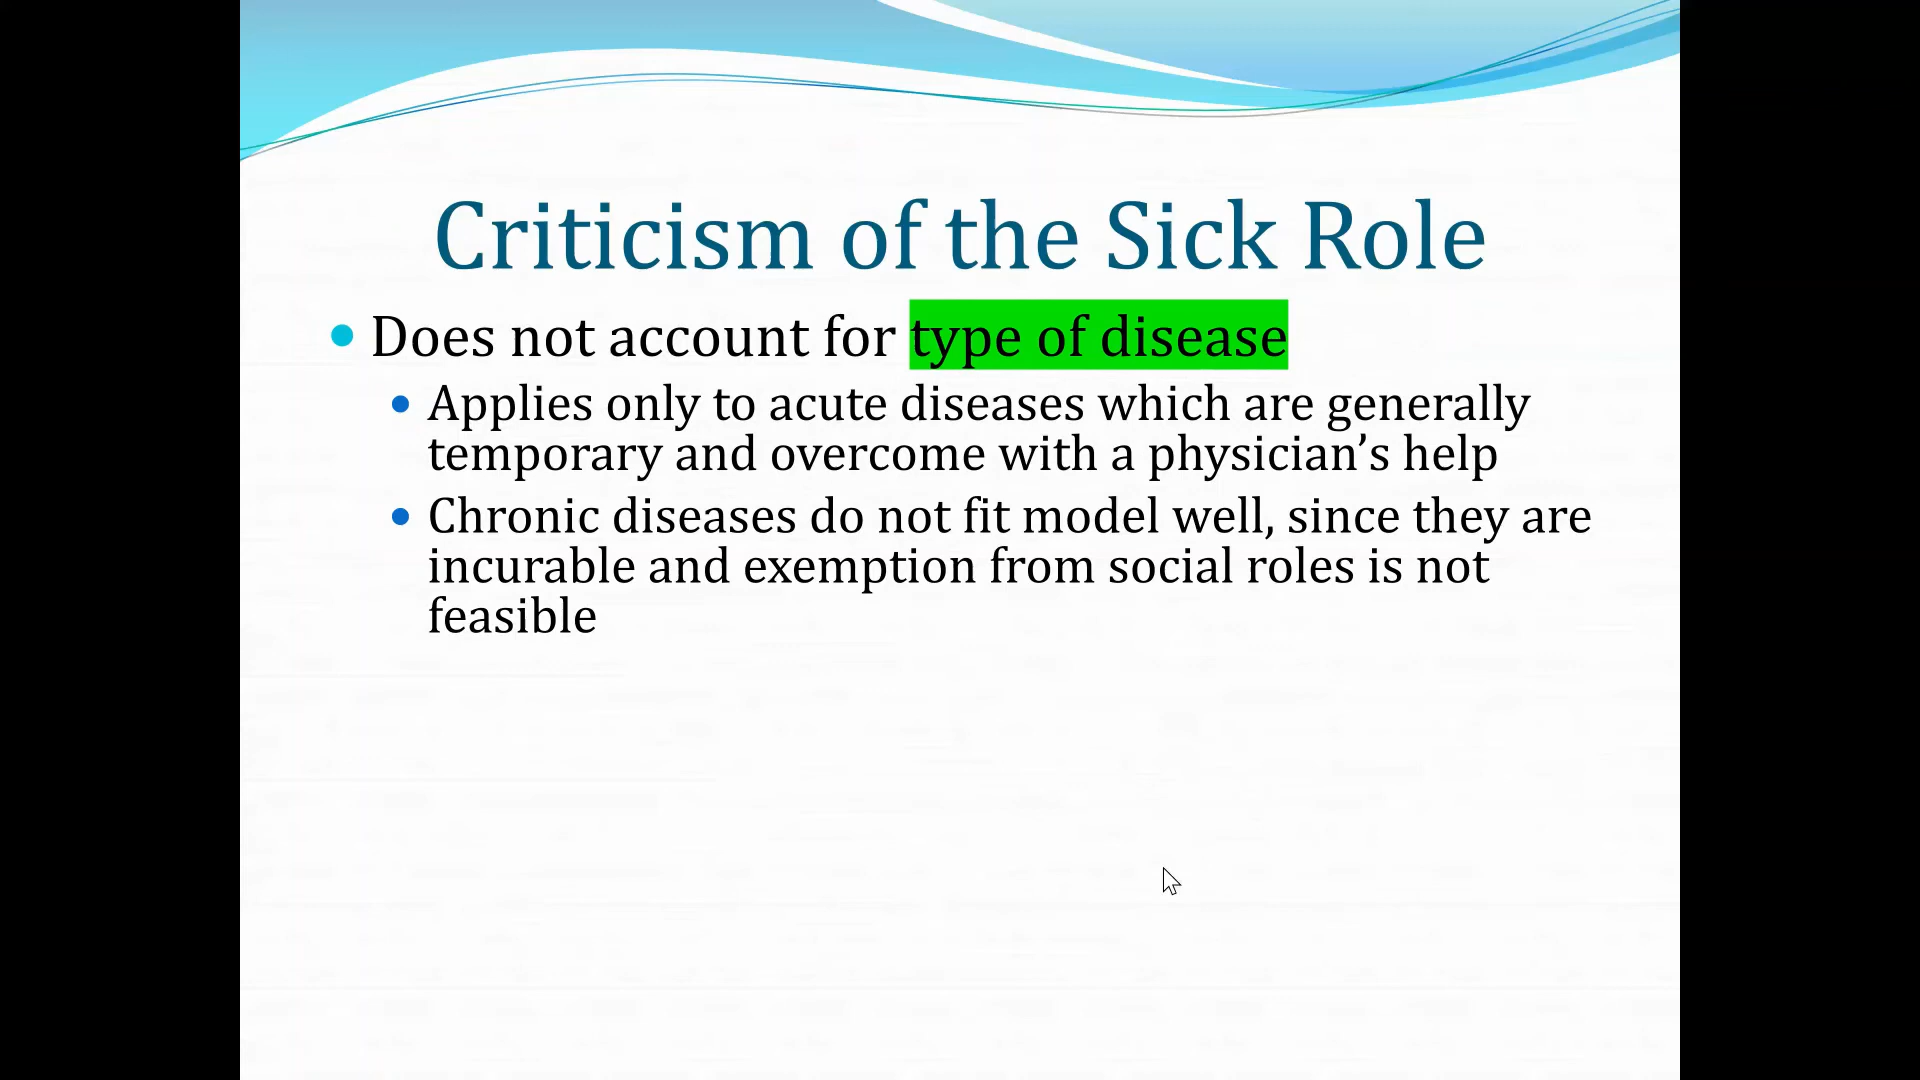 Criticism of the Sick Role
Does not account for type of disease
Applies only to acute diseases which are generally
temporary and overcome with a physician’s help
Chronic diseases do not fit model well, since they are
incurable and exemption from social roles is not
feasible